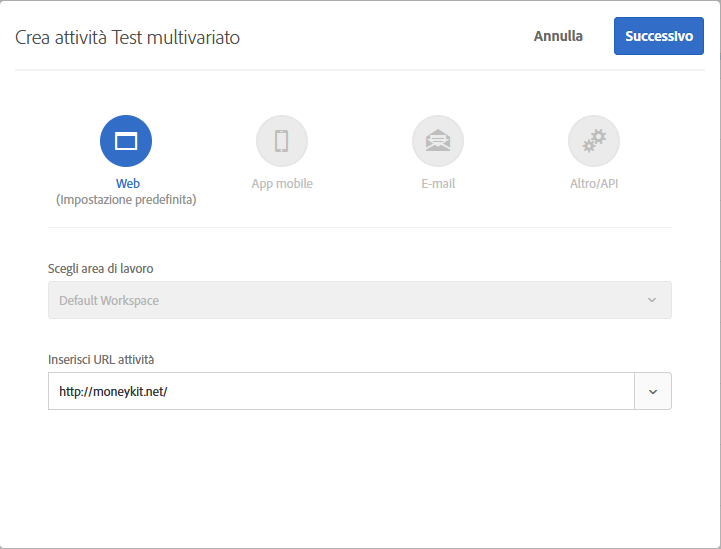 Crea attività Test multivariato
Annulla
Successivo
Web
(Impostazione predefinita)
App mobile
E-mail
Altro/API
Scegli area di lavoro
Default Workspace
Inserisci URL attività
http://moneykit.net/